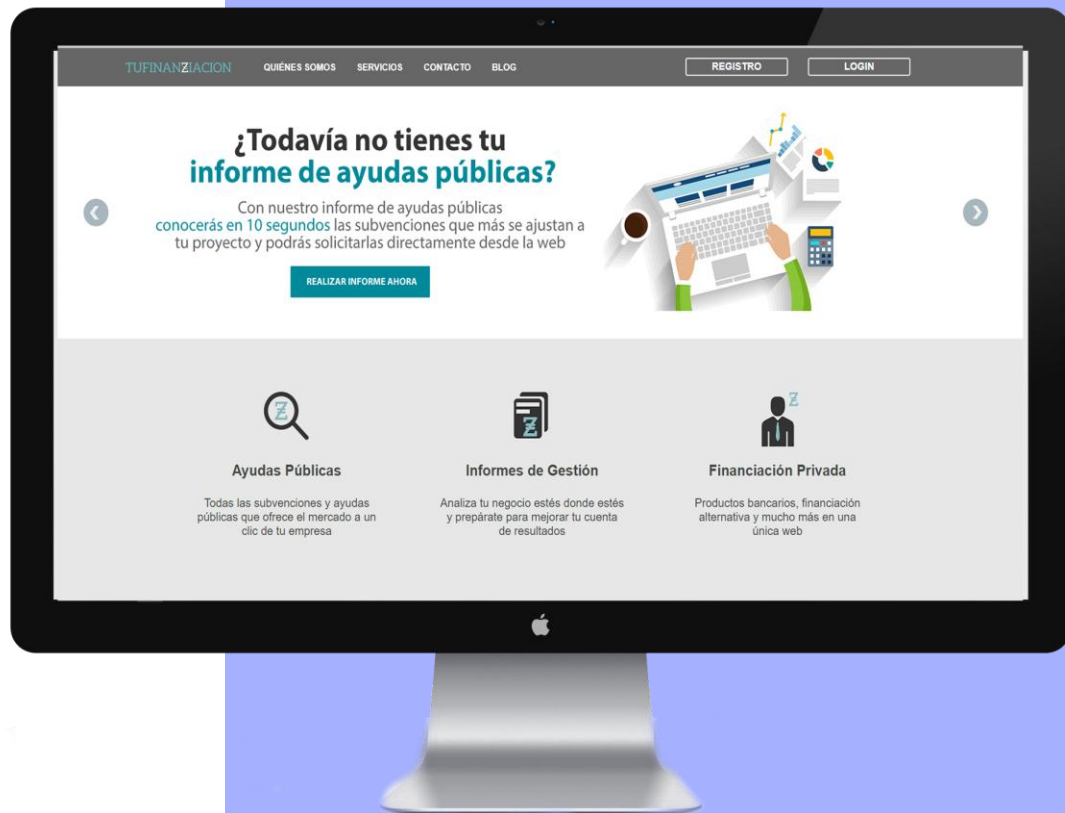 TUFINANZIACION QUIÉNES SOMOS SERVICIOS CONTACTO BLOG REGISTRO LOGIN
¿Todavía no tienes tu
informe de ayudas públicas?
Con nuestro informe de ayudas públicas
conocerás en 10 segundos las subvenciones que más se ajustan a
tu proyecto y podrás solicitarlas directamente desde la web
REALIZAR INFORME AHORA
Z
Z
Z
Ayudas Públicas
Todas las subvenciones y ayudas
públicas que ofrece el mercado a un
clic de tu empresa
Informes de Gestión
Analiza tu negocio estés donde estés
y prepárate para mejorar tu cuenta
de resultados
Financiación Privada
Productos bancarios, financiación
alternativa y mucho más en una
única web